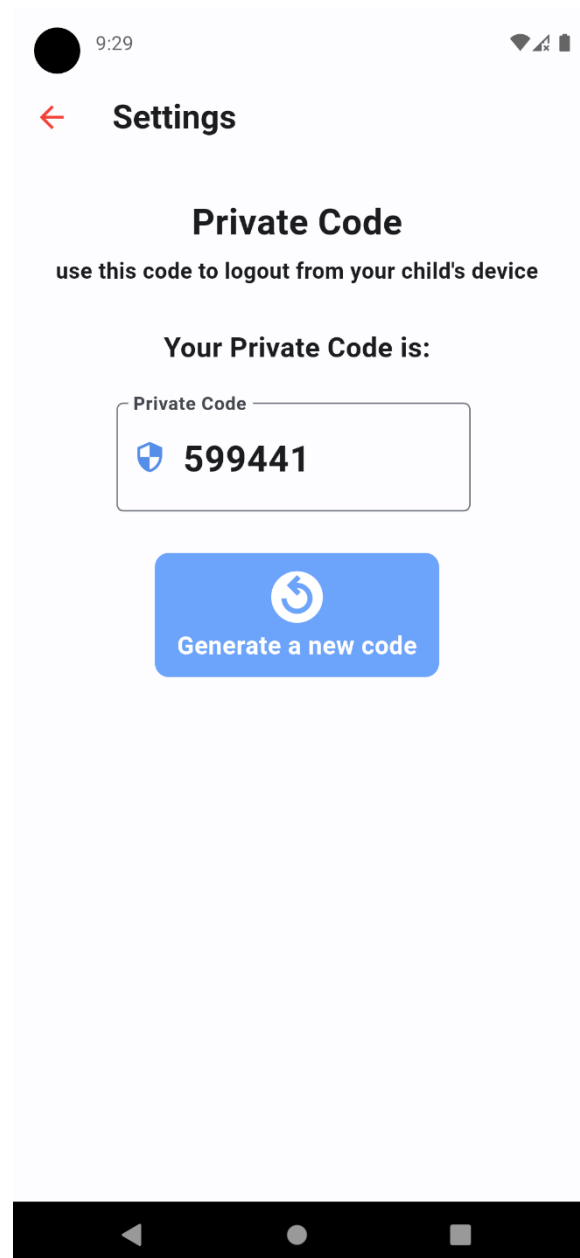 9:29
Settings
Private Code
use this code to logout from your child's device
Your Private Code is:
Private Code
599441
Generate a new code